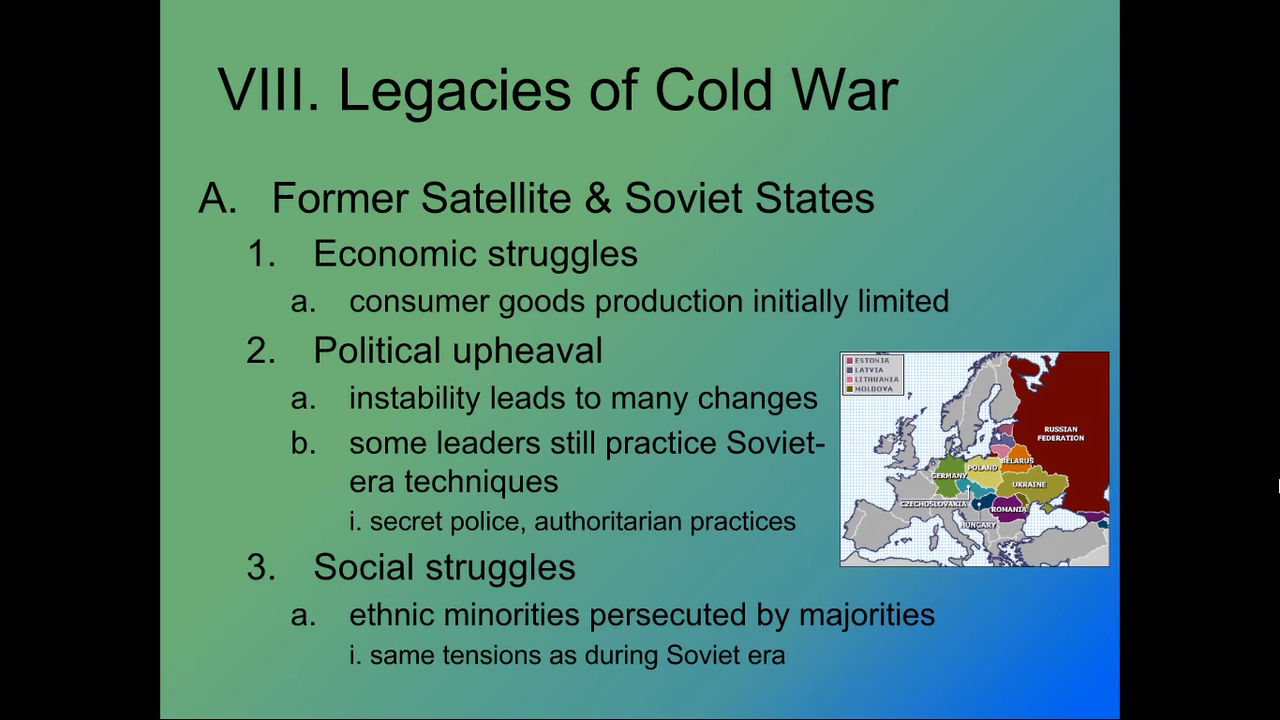 VIII. Legacies of Cold War
A. Former Satellite & Soviet States
1. Economic struggles
a. consumer goods production initially limited
2. Political upheaval
a. instability leads to many changes
b. some leaders still practice Soviet-
era techniques
i. secret police, authoritarian practices
3. Social struggles
a. ethnic minorities persecuted by majorities
i. same tensions as during Soviet era
ESTONIA
LATVIA
LITHUANIA
MOLDOVA
RUSSIAN
FEDERATION
BELARUS
POLAND
GERMANY
UKRAINE
CZECHOSLOVAKIA
ROMANIA
HUNGARY